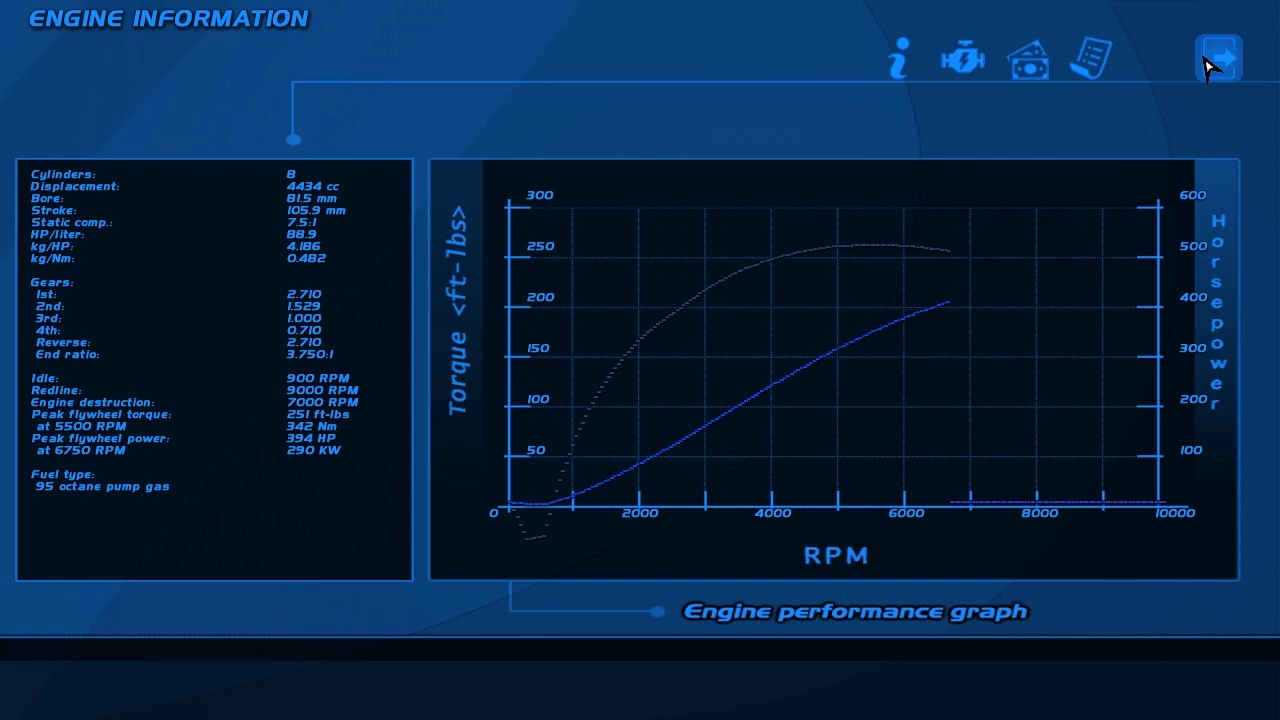 ENGINE INFORMATION
Cylinders: 8
Displacement: 4434 cc
Bore: 81.5 mm
Stroke: 105.9 mm
Static comp.: 7.5:1
HP/liter: 88.9
kg/HP: 4.186
kg/Nm: 0.482
Gears:
1st: 2.710
2nd: 1.529
3rd: 1.000
4th: 0.710
Reverse: 2.710
End ratio: 3.750:1
Idle: 900 RPM
Redline: 9000 RPM
Engine destruction: 7000 RPM
Peak flywheel torque: 251 ft-lbs
at 5500 RPM 342 Nm
Peak flywheel power: 394 HP
at 6750 RPM 290 KW
Fuel type:
95 octane pump gas
Torque <ft-lbs>
300
250
200
150
100
50
600
500
400
300
200
100
Horsepower
0 2000 4000 6000 8000 10000
RPM
Engine performance graph